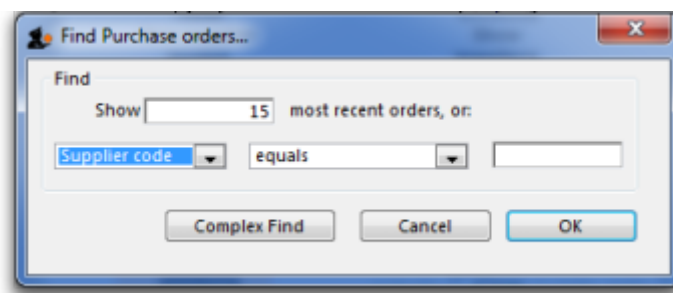 Find Purchase orders...
Find
Show 15 most recent orders, or:
Supplier code equals
Complex Find Cancel OK